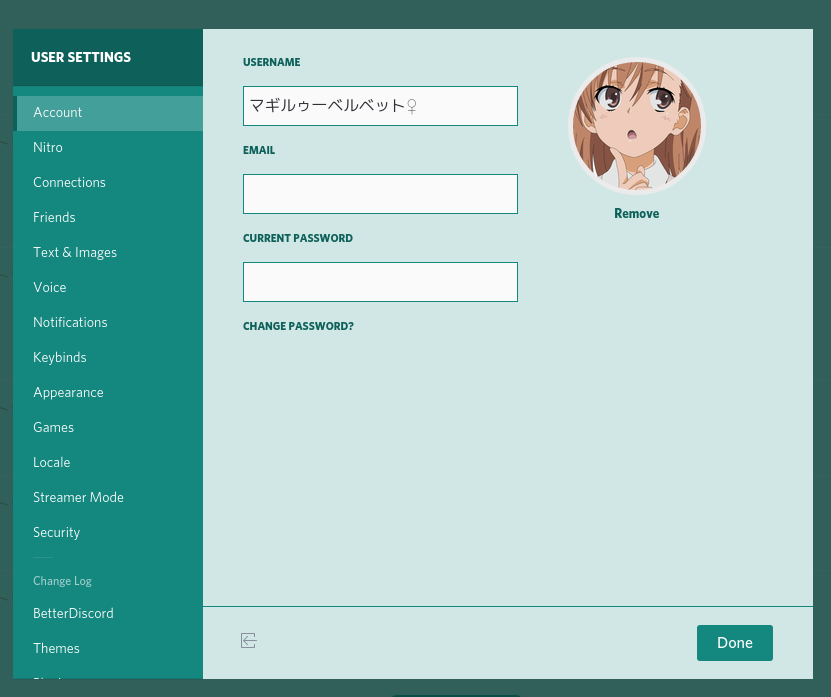 USER SETTINGS
Account
Nitro
Connections
Friends
Text & Images
Voice
Notifications
Keybinds
Appearance
Games
Locale
Streamer Mode
Security
Change Log
BetterDiscord
Themes
USERNAME
マギルゥーベルベット♀
EMAIL
CURRENT PASSWORD
CHANGE PASSWORD?
Remove
Done